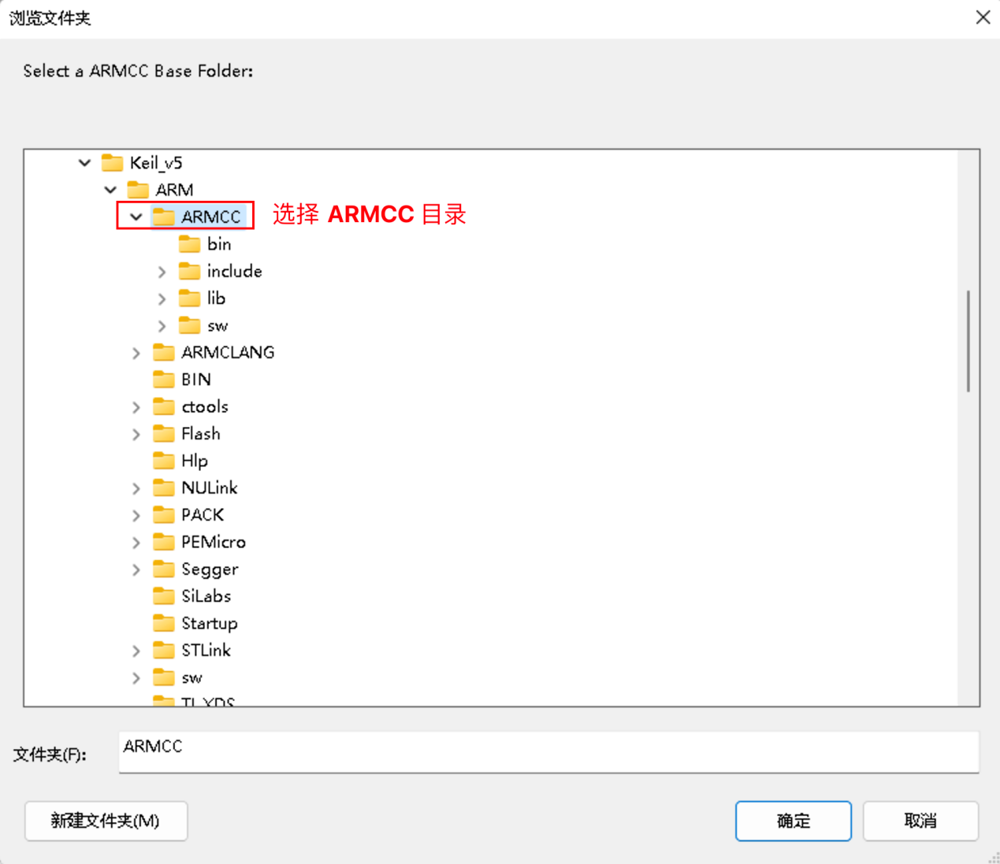 浏览文件夹
Select a ARMCC Base Folder:
Keil_v5
ARM
ARMCC 选择 ARMCC 目录
bin
include
lib
sw
ARMCLANG
BIN
ctools
Flash
Hlp
NULink
PACK
PEMicro
Segger
SiLabs
Startup
STLink
sw
文件夹(F): ARMCC
新建文件夹(M) 确定 取消